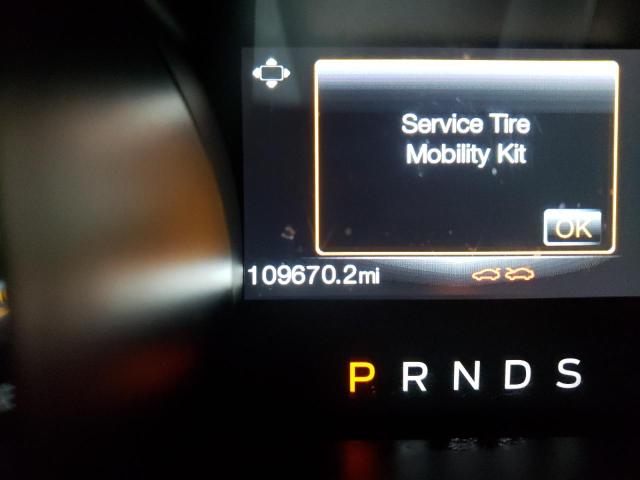 Service Tire
Mobility Kit
OK
109670.2mi
P R N D S